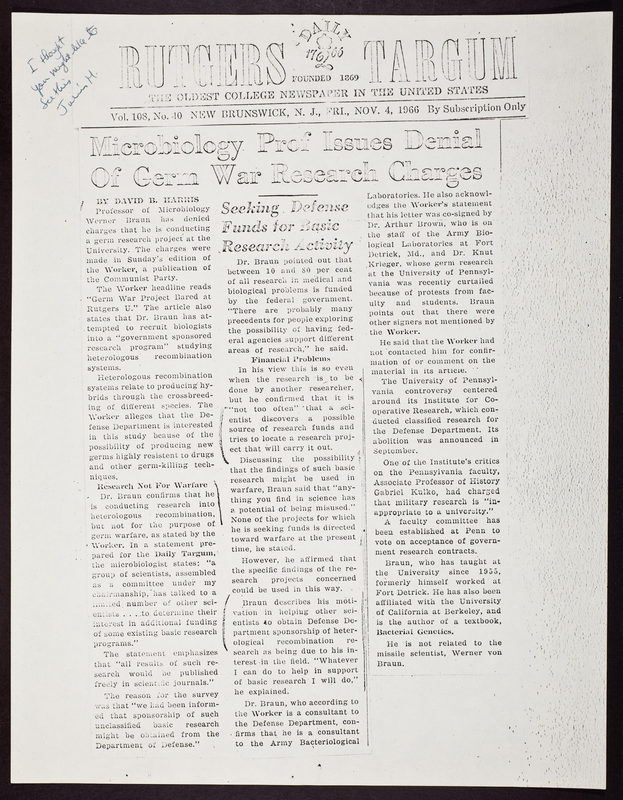 I thought
you might like to
see this
DAILY
1766
RUTGERS TARGUM
FOUNDED 1869
THE OLDEST COLLEGE NEWSPAPER IN THE UNITED STATES
Vol. 108, No. 40 NEW BRUNSWICK, N. J., FRI., NOV. 4, 1966 By Subscription Only
Microbiology Prof Issues Denial
Of Germ War Research Charges
BY DAVID B. HARRIS
Professor of Microbiology
Werner Braun has denied
charges that he is conducting
a germ research project at the
University. The charges were
made in Sunday's edition of
the Worker, a publication of
the Communist Party.
The Worker headline reads
"Germ War Project Bared at
Rutgers U." The article also
states that Dr. Braun has at-
tempted to recruit biologists
into a "government sponsored
research program" studying
heterologous recombination
systems.
Heterologous recombination
systems relate to producing hy-
brids through the crossbreed-
ing of different species. The
Worker alleges that the De-
fense Department is interested
in this study because of the
possibility of producing new
germs highly resistent to drugs
and other germ-killing tech-
niques.
Research Not For Warfare
Dr. Braun confirms that he
is conducting research into
heterologous recombination,
but not for the purpose of
germ warfare, as stated by the
Worker. In a statement pre-
pared for the Daily Targum,
the microbiologist states: "a
group of scientists, assembled
as a committee under my
chairmanship, has talked to a
limited number of other sci-
entists . . . to determine their
interest in additional funding
of some existing basic research
programs."
The statement emphasizes
that "all results of such re-
search would be published
freely in scientific journals."
The reason for the survey
was that "we had been inform-
ed that sponsorship of such
unclassified basic research
might be obtained from the
Department of Defense."
Seeking Defense
Funds for Basic
Research Activity
Dr. Braun pointed out that
between 10 and 80 per cent
of all research in medical and
biological problems is funded
by the federal government.
"There are probably many
precedents for people exploring
the possibility of having fed-
eral agencies support different
areas of research," he said.
Financial Problems
In his view this is so even
when the research is to be
done by another researcher,
but he confirmed that it is
"not too often" that a sci-
entist discovers a possible
source of research funds and
tries to locate a research proj-
ect that will carry it out.
Discussing the possibility
that the findings of such basic
research might be used in
warfare, Braun said that "any-
thing you find in science has
a potential of being misused."
None of the projects for which
he is seeking funds is directed
toward warfare at the present
time, he stated.
However, he affirmed that
the specific findings of the re-
search projects concerned
could be used in this way.
Braun describes his moti-
vation in helping other sci-
entists to obtain Defense De-
partment sponsorship of heter-
ological recombination re-
search as being due to his in-
terest in the field. "Whatever
I can do to help in support
of basic research I will do,"
he explained.
Dr. Braun, who according to
the Worker is a consultant to
the Defense Department, con-
firms that he is a consultant
to the Army Bacteriological
Laboratories. He also acknowl-
edges the Worker's statement
that his letter was co-signed by
Dr. Arthur Brown, who is on
the staff of the Army Bio-
logical Laboratories at Fort
Detrick, Md., and Dr. Knut
Krieger, whose germ research
at the University of Pennsyl-
vania was recently curtailed
because of protests from fac-
ulty and students. Braun
points out that there were
other signers not mentioned by
the Worker.
He said that the Worker had
not contacted him for confir-
mation of or comment on the
material in its article.
The University of Pennsyl-
vania controversy centered
around its Institute for Co-
operative Research, which con-
ducted classified research for
the Defense Department. Its
abolition was announced in
September.
One of the Institute's critics
on the Pennsylvania faculty,
Associate Professor of History
Gabriel Kulko, had charged
that military research is "in-
appropriate to a university."
A faculty committee has
been established at Penn to
vote on acceptance of govern-
ment research contracts.
Braun, who has taught at
the University since 1955,
formerly himself worked at
Fort Detrick. He has also been
affiliated with the University
of California at Berkeley, and
is the author of a textbook,
Bacterial Genetics.
He is not related to the
missile scientist, Werner von
Braun.